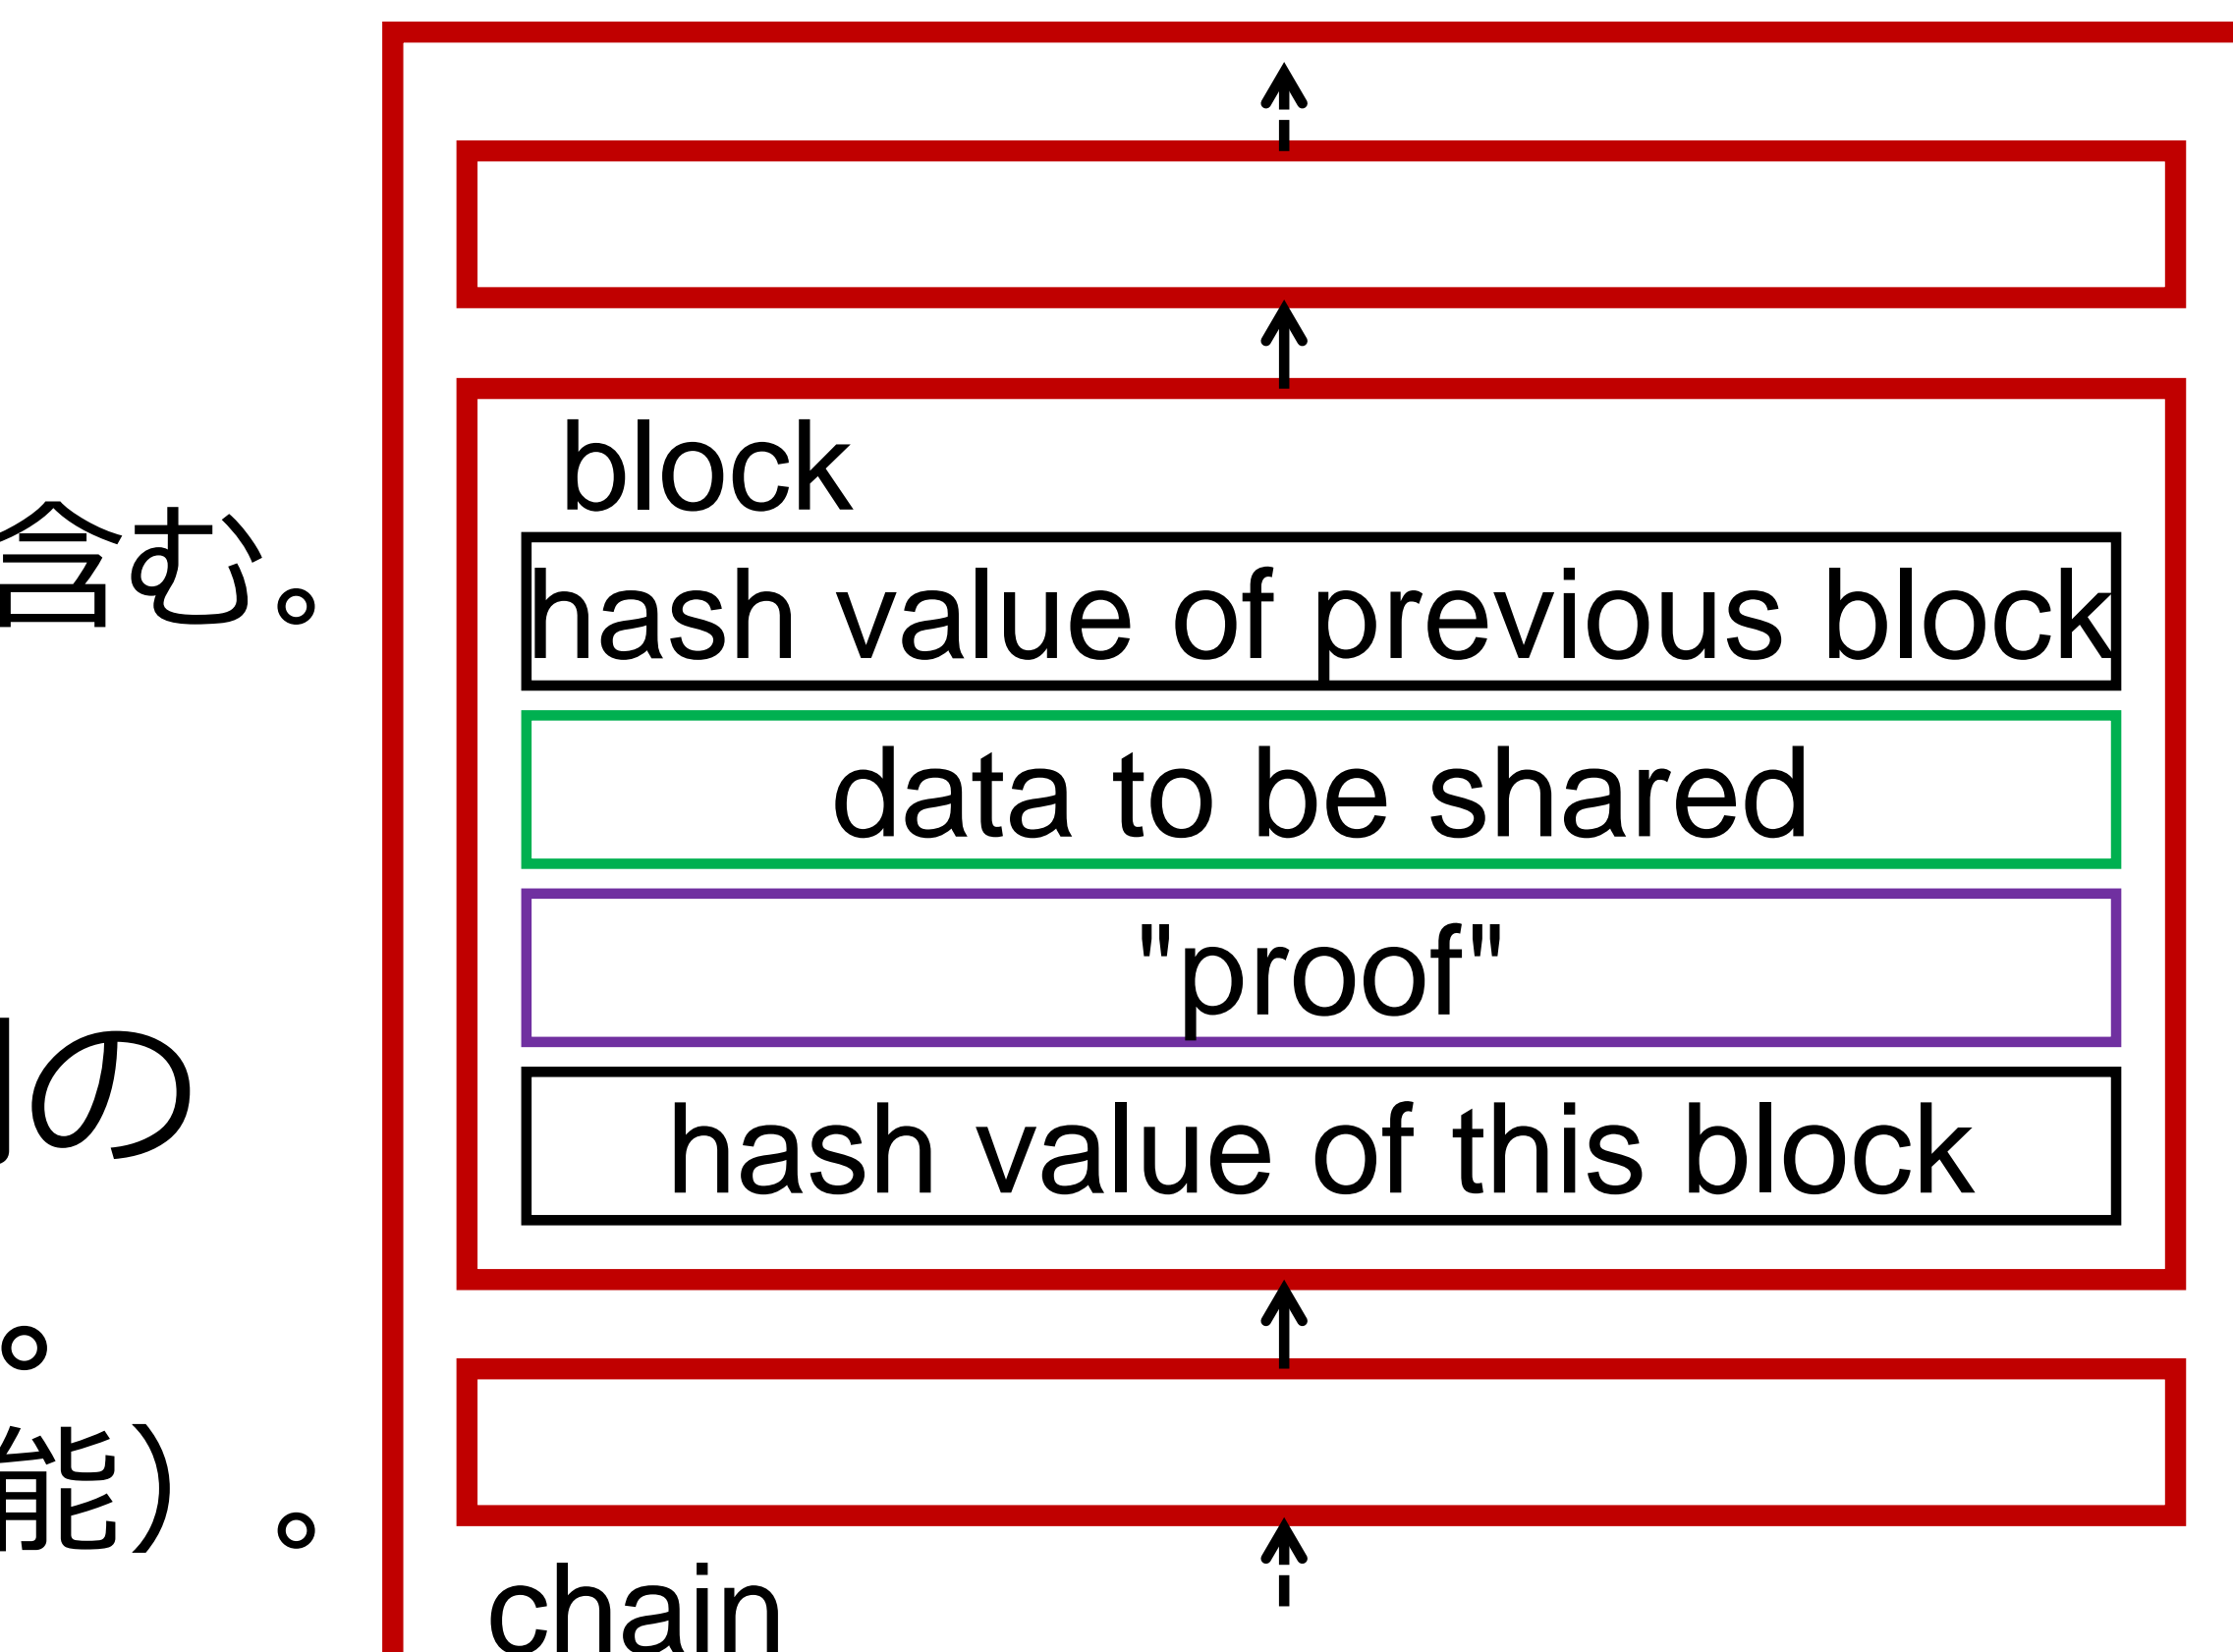 block
hash value of previous block
含む。
data to be shared
"proof"
の
hash value of this block
。
能）。
chain